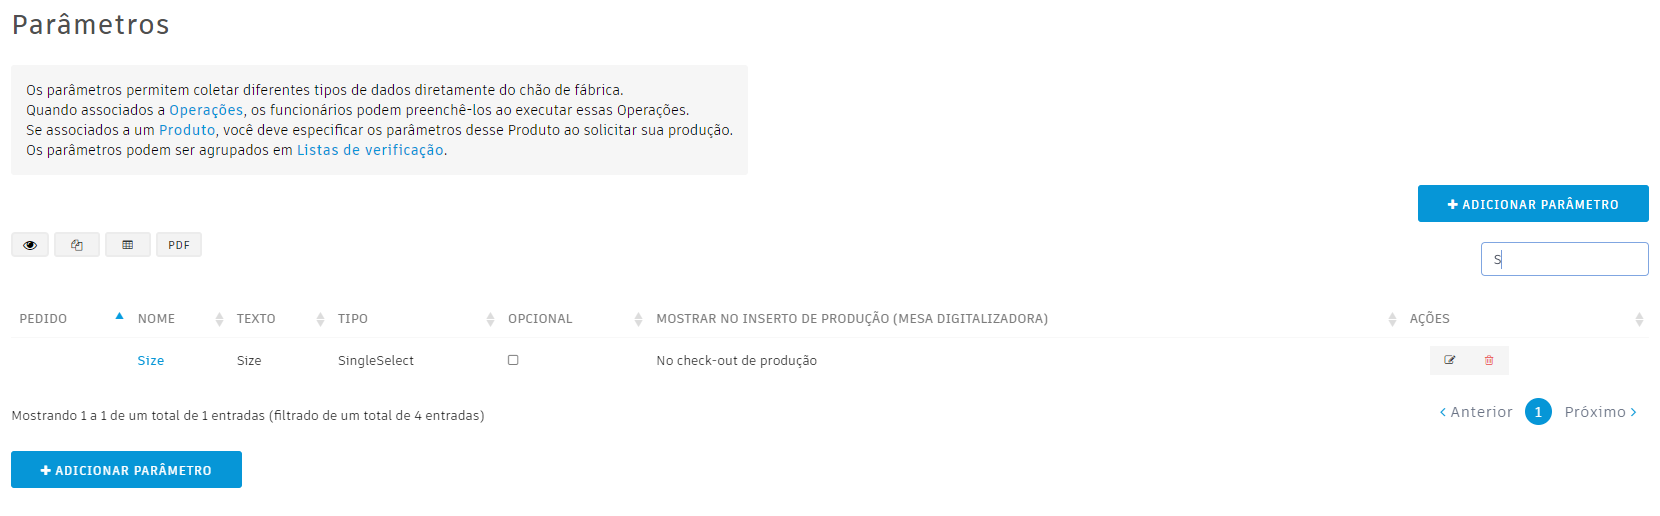 Parâmetros
Os parâmetros permitem coletar diferentes tipos de dados diretamente do chão de fábrica.
Quando associados a Operações, os funcionários podem preenchê-los ao executar essas Operações.
Se associados a um Produto, você deve especificar os parâmetros desse Produto ao solicitar sua produção.
Os parâmetros podem ser agrupados em Listas de verificação.
ADICIONAR PARÂMETRO
PDF
S
PEDIDO NOME TEXTO TIPO OPCIONAL MOSTRAR NO INSERTO DE PRODUÇÃO (MESA DIGITALIZADORA) AÇÕES
Size Size SingleSelect No check-out de produção
Mostrando 1 a 1 de um total de 1 entradas (filtrado de um total de 4 entradas)
Anterior 1 Próximo
ADICIONAR PARÂMETRO